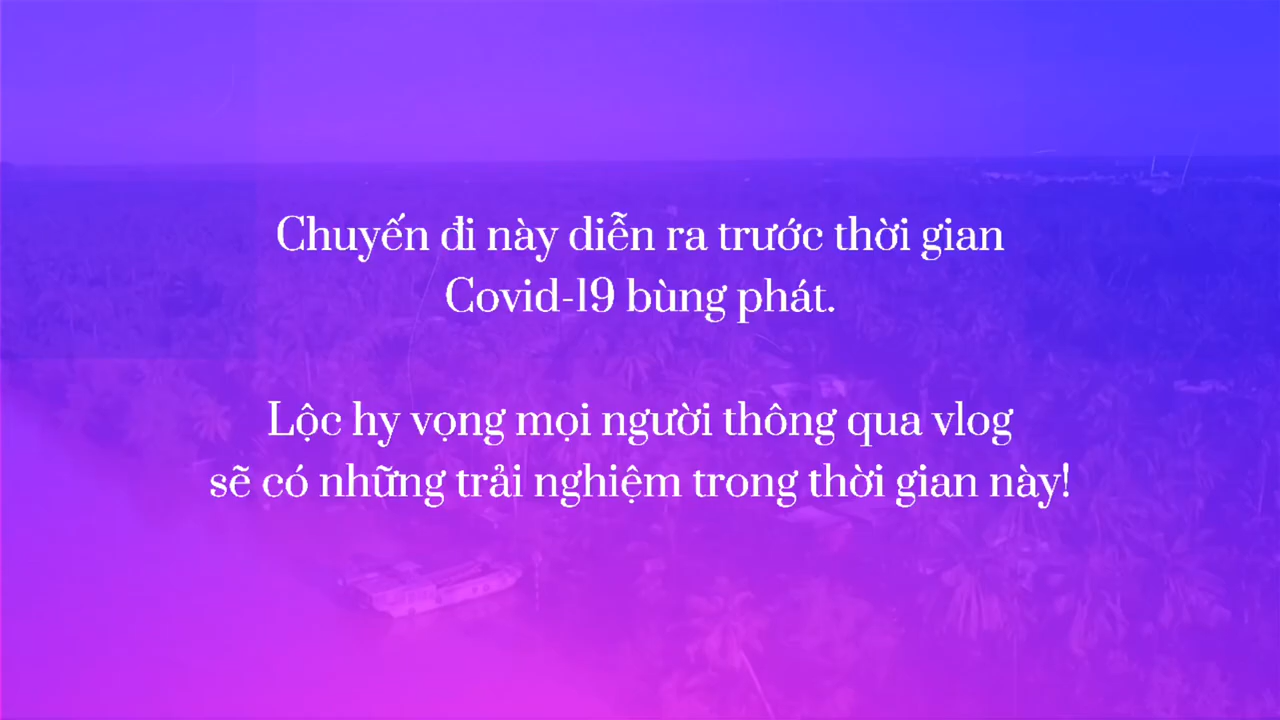 Chuyến đi này diễn ra trước thời gian
Covid-19 bùng phát.
Lộc hy vọng mọi người thông qua vlog
sẽ có những trải nghiệm trong thời gian này!